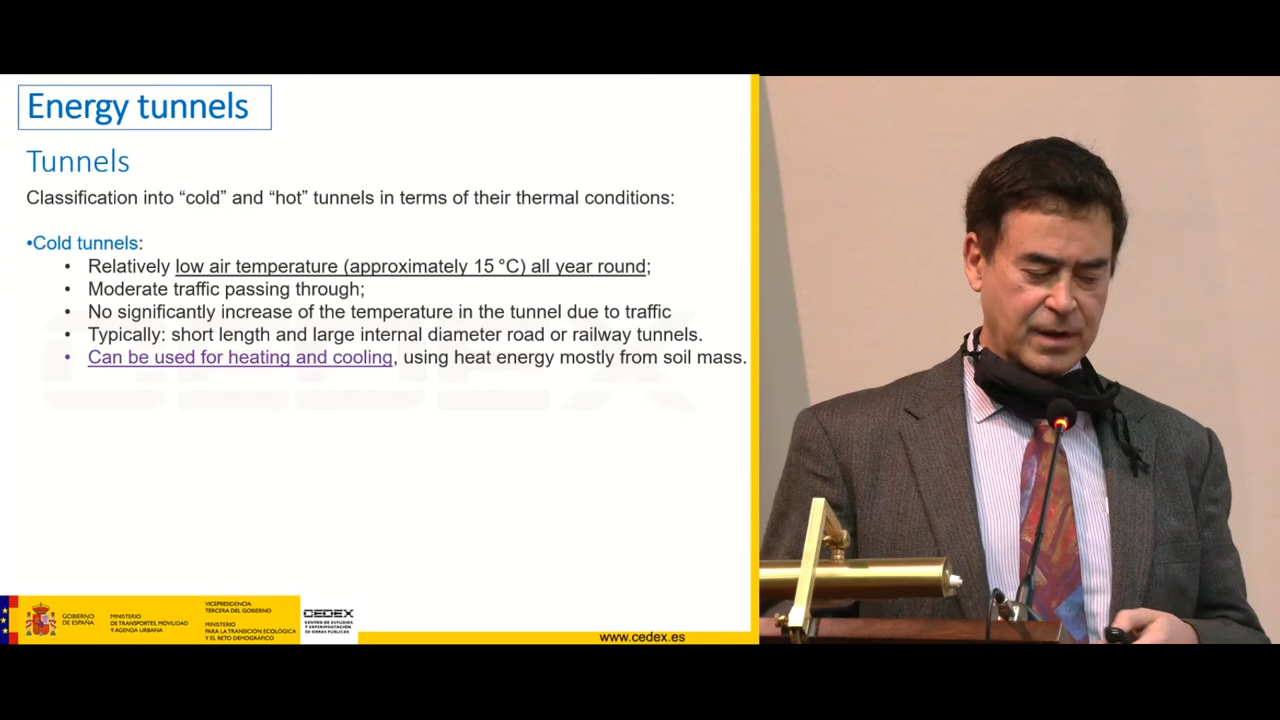 Energy tunnels
Tunnels
Classification into “cold” and “hot” tunnels in terms of their thermal conditions:
•Cold tunnels:
• Relatively low air temperature (approximately 15 °C) all year round;
• Moderate traffic passing through;
• No significantly increase of the temperature in the tunnel due to traffic
• Typically: short length and large internal diameter road or railway tunnels.
• Can be used for heating and cooling, using heat energy mostly from soil mass.
CEDEX
GOBIERNO
DE ESPAÑA
MINISTERIO
DE TRANSPORTES, MOVILIDAD
Y AGENDA URBANA
VICEPRESIDENCIA
TERCERA DEL GOBIERNO
MINISTERIO
PARA LA TRANSICIÓN ECOLÓGICA
Y EL RETO DEMOGRÁFICO
CEDEX
CENTRO DE ESTUDIOS
Y EXPERIMENTACIÓN
DE OBRAS PÚBLICAS
www.cedex.es